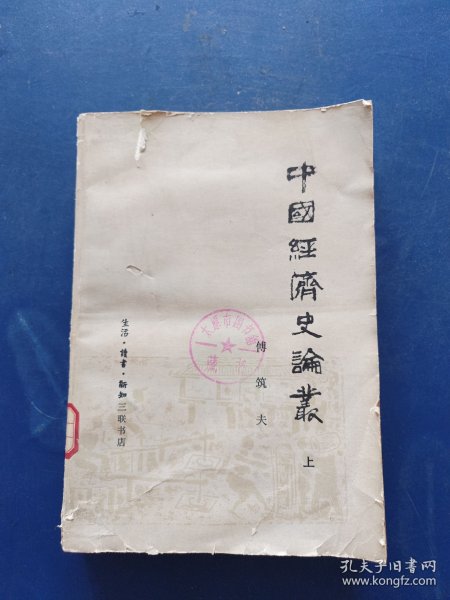 中國經濟史論叢
上
傅筑夫
生活·讀書·新知三联书店
孔夫子旧书网
www.kongfz.com